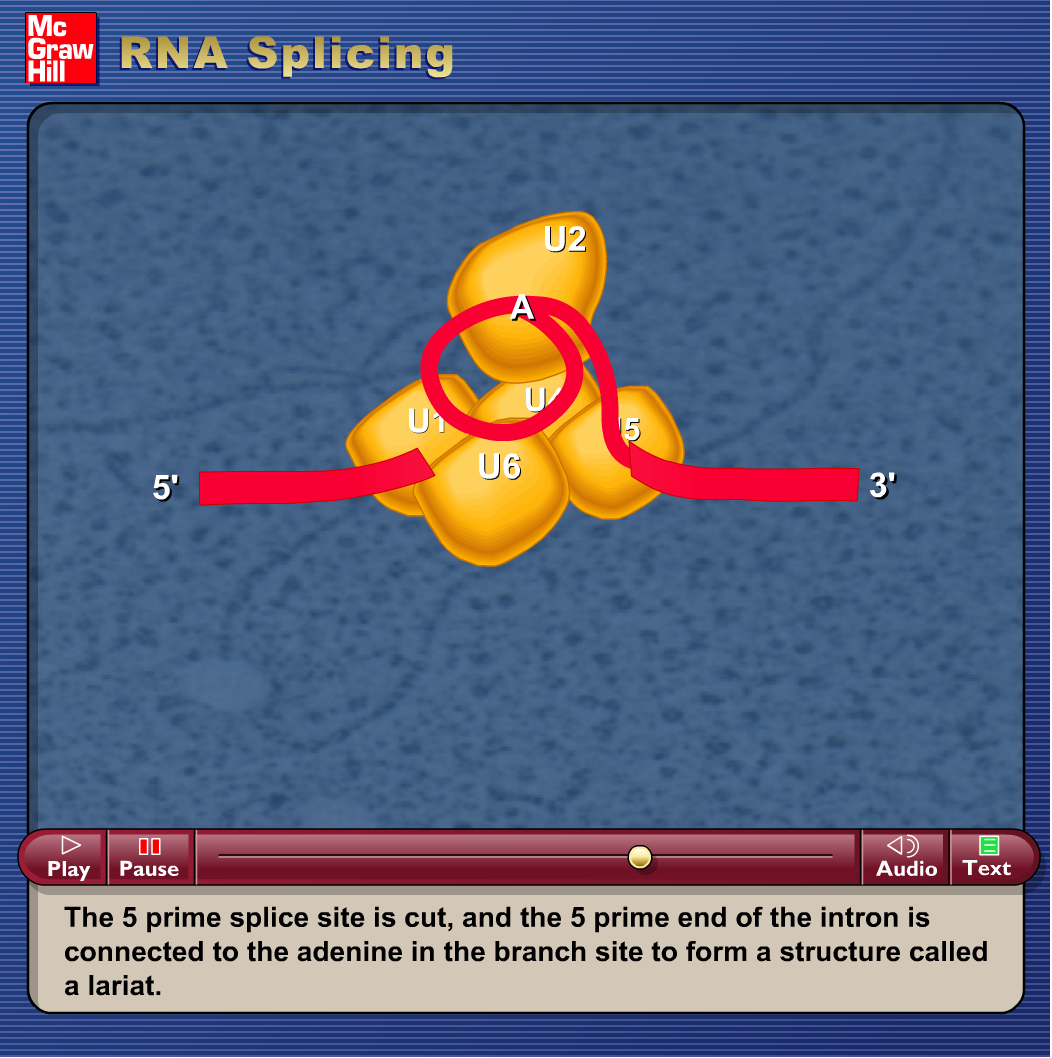 Mc
Graw
Hill
RNA Splicing
U2
A
U4
U1
U5
U6
5'
3'
Play
Pause
Audio
Text
The 5 prime splice site is cut, and the 5 prime end of the intron is
connected to the adenine in the branch site to form a structure called
a lariat.